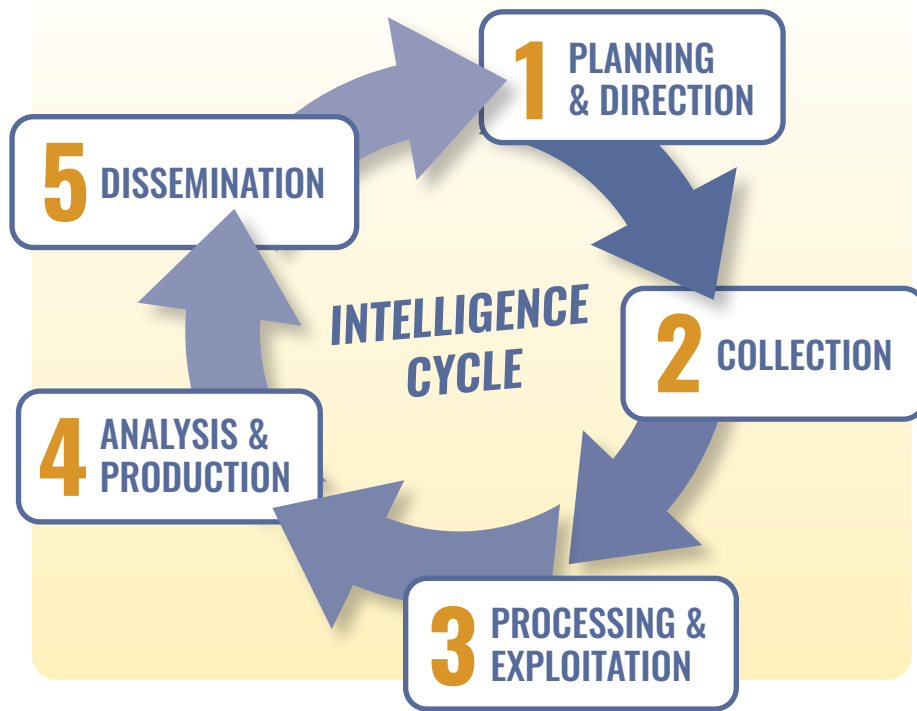 1 PLANNING
& DIRECTION
2 COLLECTION
3 PROCESSING &
EXPLOITATION
4 ANALYSIS &
PRODUCTION
5 DISSEMINATION
INTELLIGENCE
CYCLE